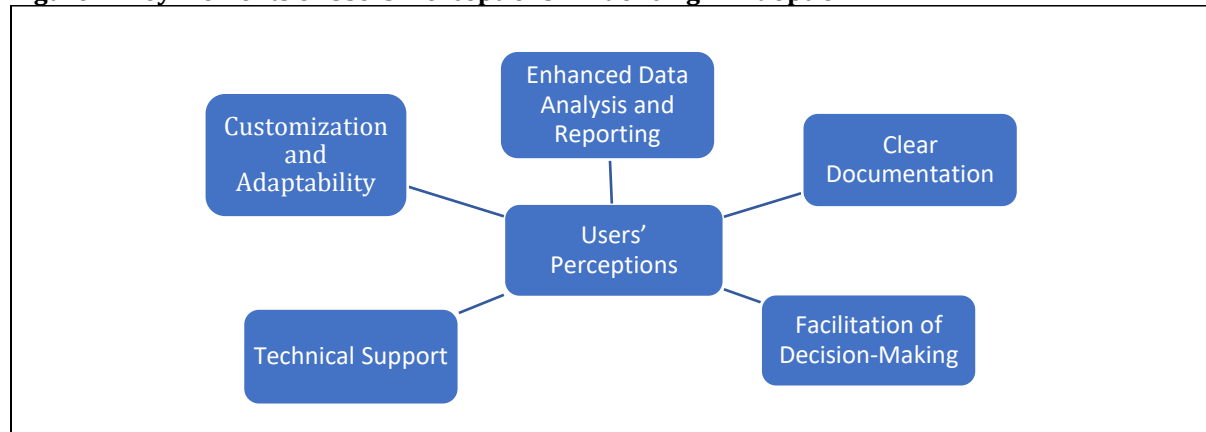 Enhanced Data
Analysis and
Reporting
Customization
and
Adaptability
Clear
Documentation
Users’
Perceptions
Technical Support
Facilitation of
Decision-Making